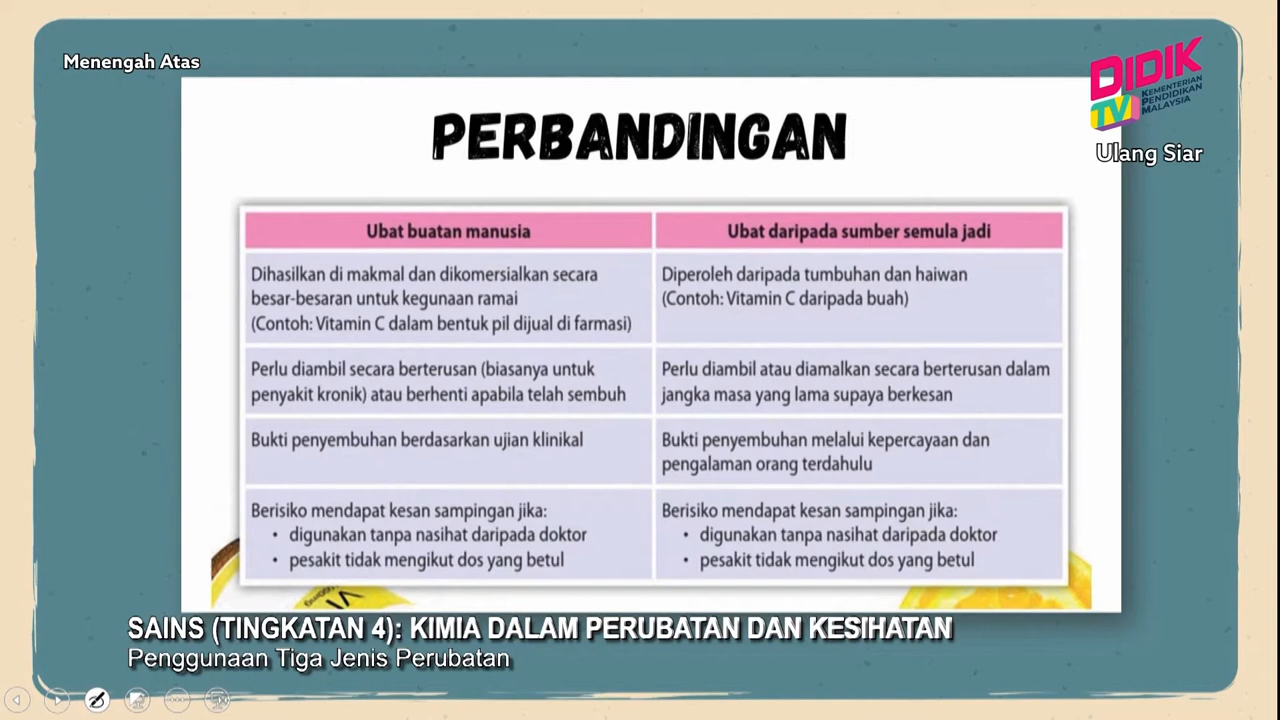 Menengah Atas
DIDIK
TV
KEMENTERIAN
PENDIDIKAN
MALAYSIA
Ulang Siar
PERBANDINGAN
Ubat buatan manusia
Ubat daripada sumber semula jadi
Dihasilkan di makmal dan dikomersialkan secara
besar-besaran untuk kegunaan ramai
(Contoh: Vitamin C dalam bentuk pil dijual di farmasi)
Diperoleh daripada tumbuhan dan haiwan
(Contoh: Vitamin C daripada buah)
Perlu diambil secara berterusan (biasanya untuk
penyakit kronik) atau berhenti apabila telah sembuh
Perlu diambil atau diamalkan secara berterusan dalam
jangka masa yang lama supaya berkesan
Bukti penyembuhan berdasarkan ujian klinikal
Bukti penyembuhan melalui kepercayaan dan
pengalaman orang terdahulu
Berisiko mendapat kesan sampingan jika:
• digunakan tanpa nasihat daripada doktor
• pesakit tidak mengikut dos yang betul
Berisiko mendapat kesan sampingan jika:
• digunakan tanpa nasihat daripada doktor
• pesakit tidak mengikut dos yang betul
SAINS (TINGKATAN 4): KIMIA DALAM PERUBATAN DAN KESIHATAN
Penggunaan Tiga Jenis Perubatan